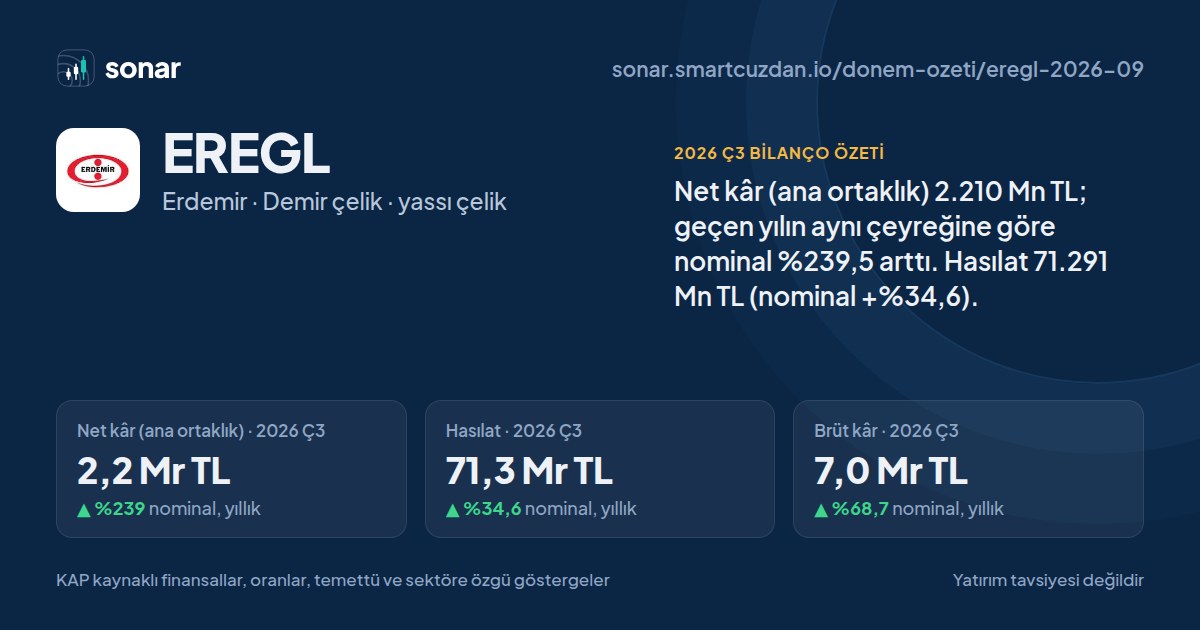 sonar
sonar.smartcuzdan.io/donem-ozeti/eregl-2026-09
ERDEMİR
EREGL
Erdemir · Demir çelik · yassı çelik
2026 Ç3 BİLANÇO ÖZETİ
Net kâr (ana ortaklık) 2.210 Mn TL;
geçen yılın aynı çeyreğine göre
nominal %239,5 arttı. Hasılat 71.291
Mn TL (nominal +%34,6).
Net kâr (ana ortaklık) · 2026 Ç3
2,2 Mr TL
▲ %239 nominal, yıllık
Hasılat · 2026 Ç3
71,3 Mr TL
▲ %34,6 nominal, yıllık
Brüt kâr · 2026 Ç3
7,0 Mr TL
▲ %68,7 nominal, yıllık
KAP kaynaklı finansallar, oranlar, temettü ve sektöre özgü göstergeler
Yatırım tavsiyesi değildir